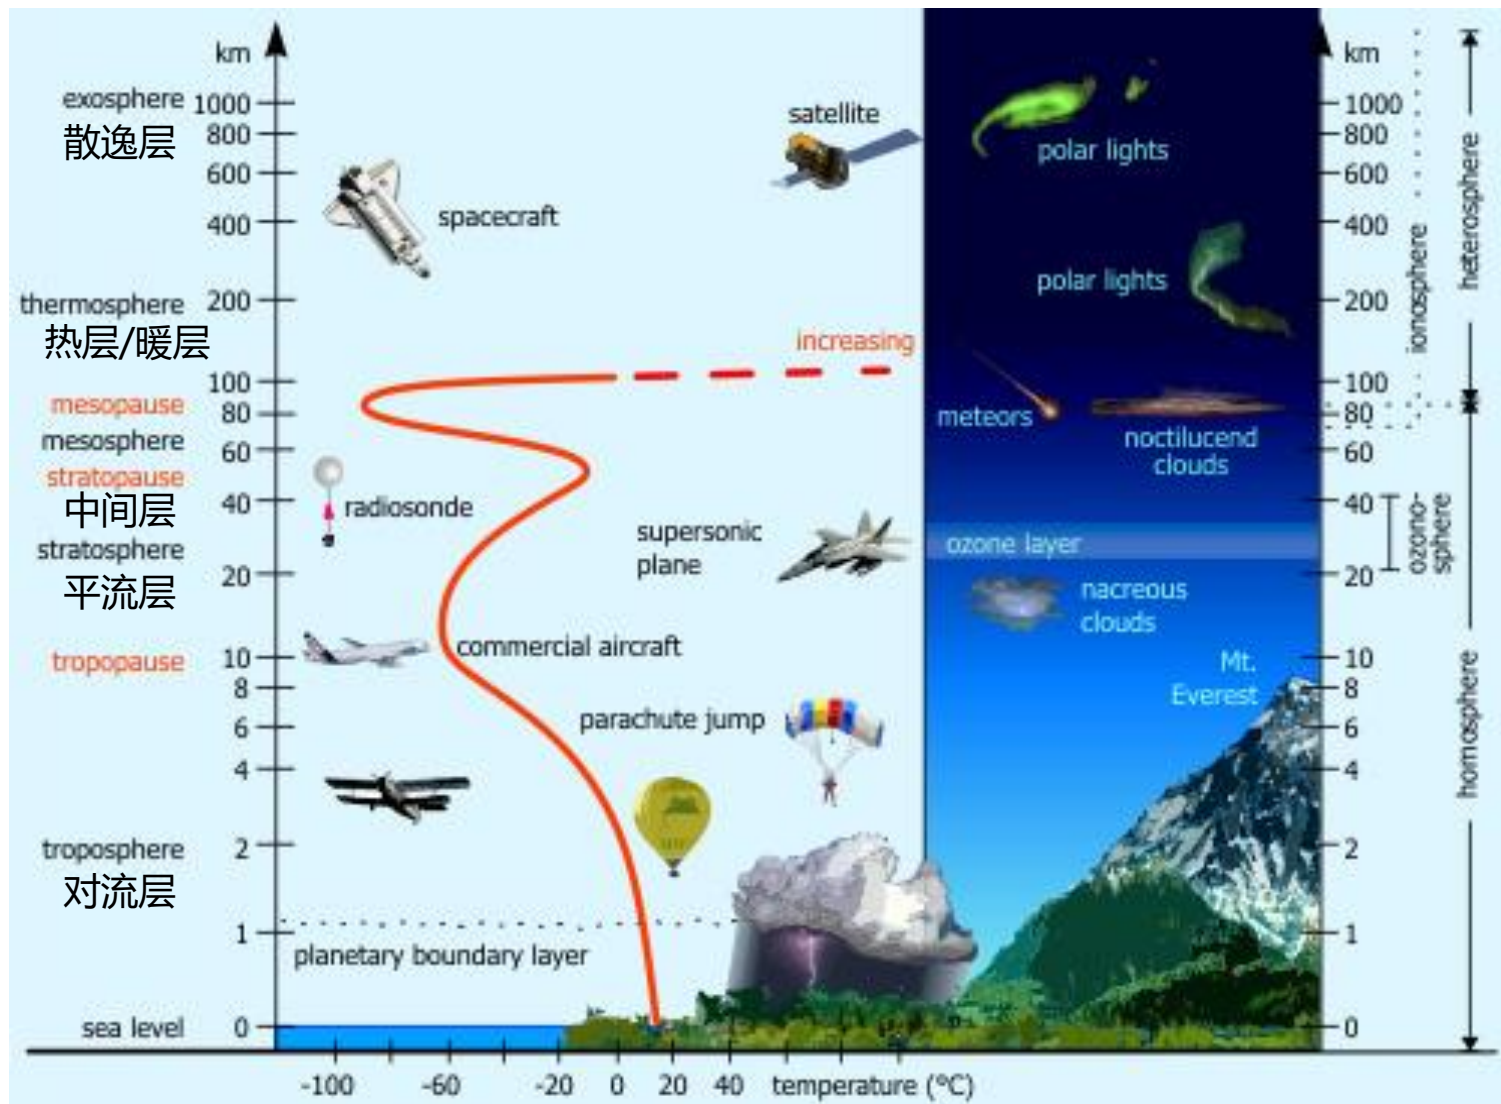 km
exosphere 1000
散逸层
800
600
400
thermosphere 200
热层/暖层
100
mesopause
80
mesosphere
60
stratopause
中间层
40
stratosphere
平流层
20
tropopause
10
8
6
4
2
troposphere
对流层
1
sea level 0
satellite
spacecraft
increasing
radiosonde
supersonic
plane
commercial aircraft
parachute jump
planetary boundary layer
polar lights
polar lights
meteors
noctilucend
clouds
ozone layer
nacreous
clouds
Mt.
Everest
km
1000
800
600
400
200
100
80
60
40
20
10
8
6
4
2
1
0
ionosphere
ozono-
sphere
heterosphere
homosphere
-100 -60 -20 0 20 40 temperature (°C)